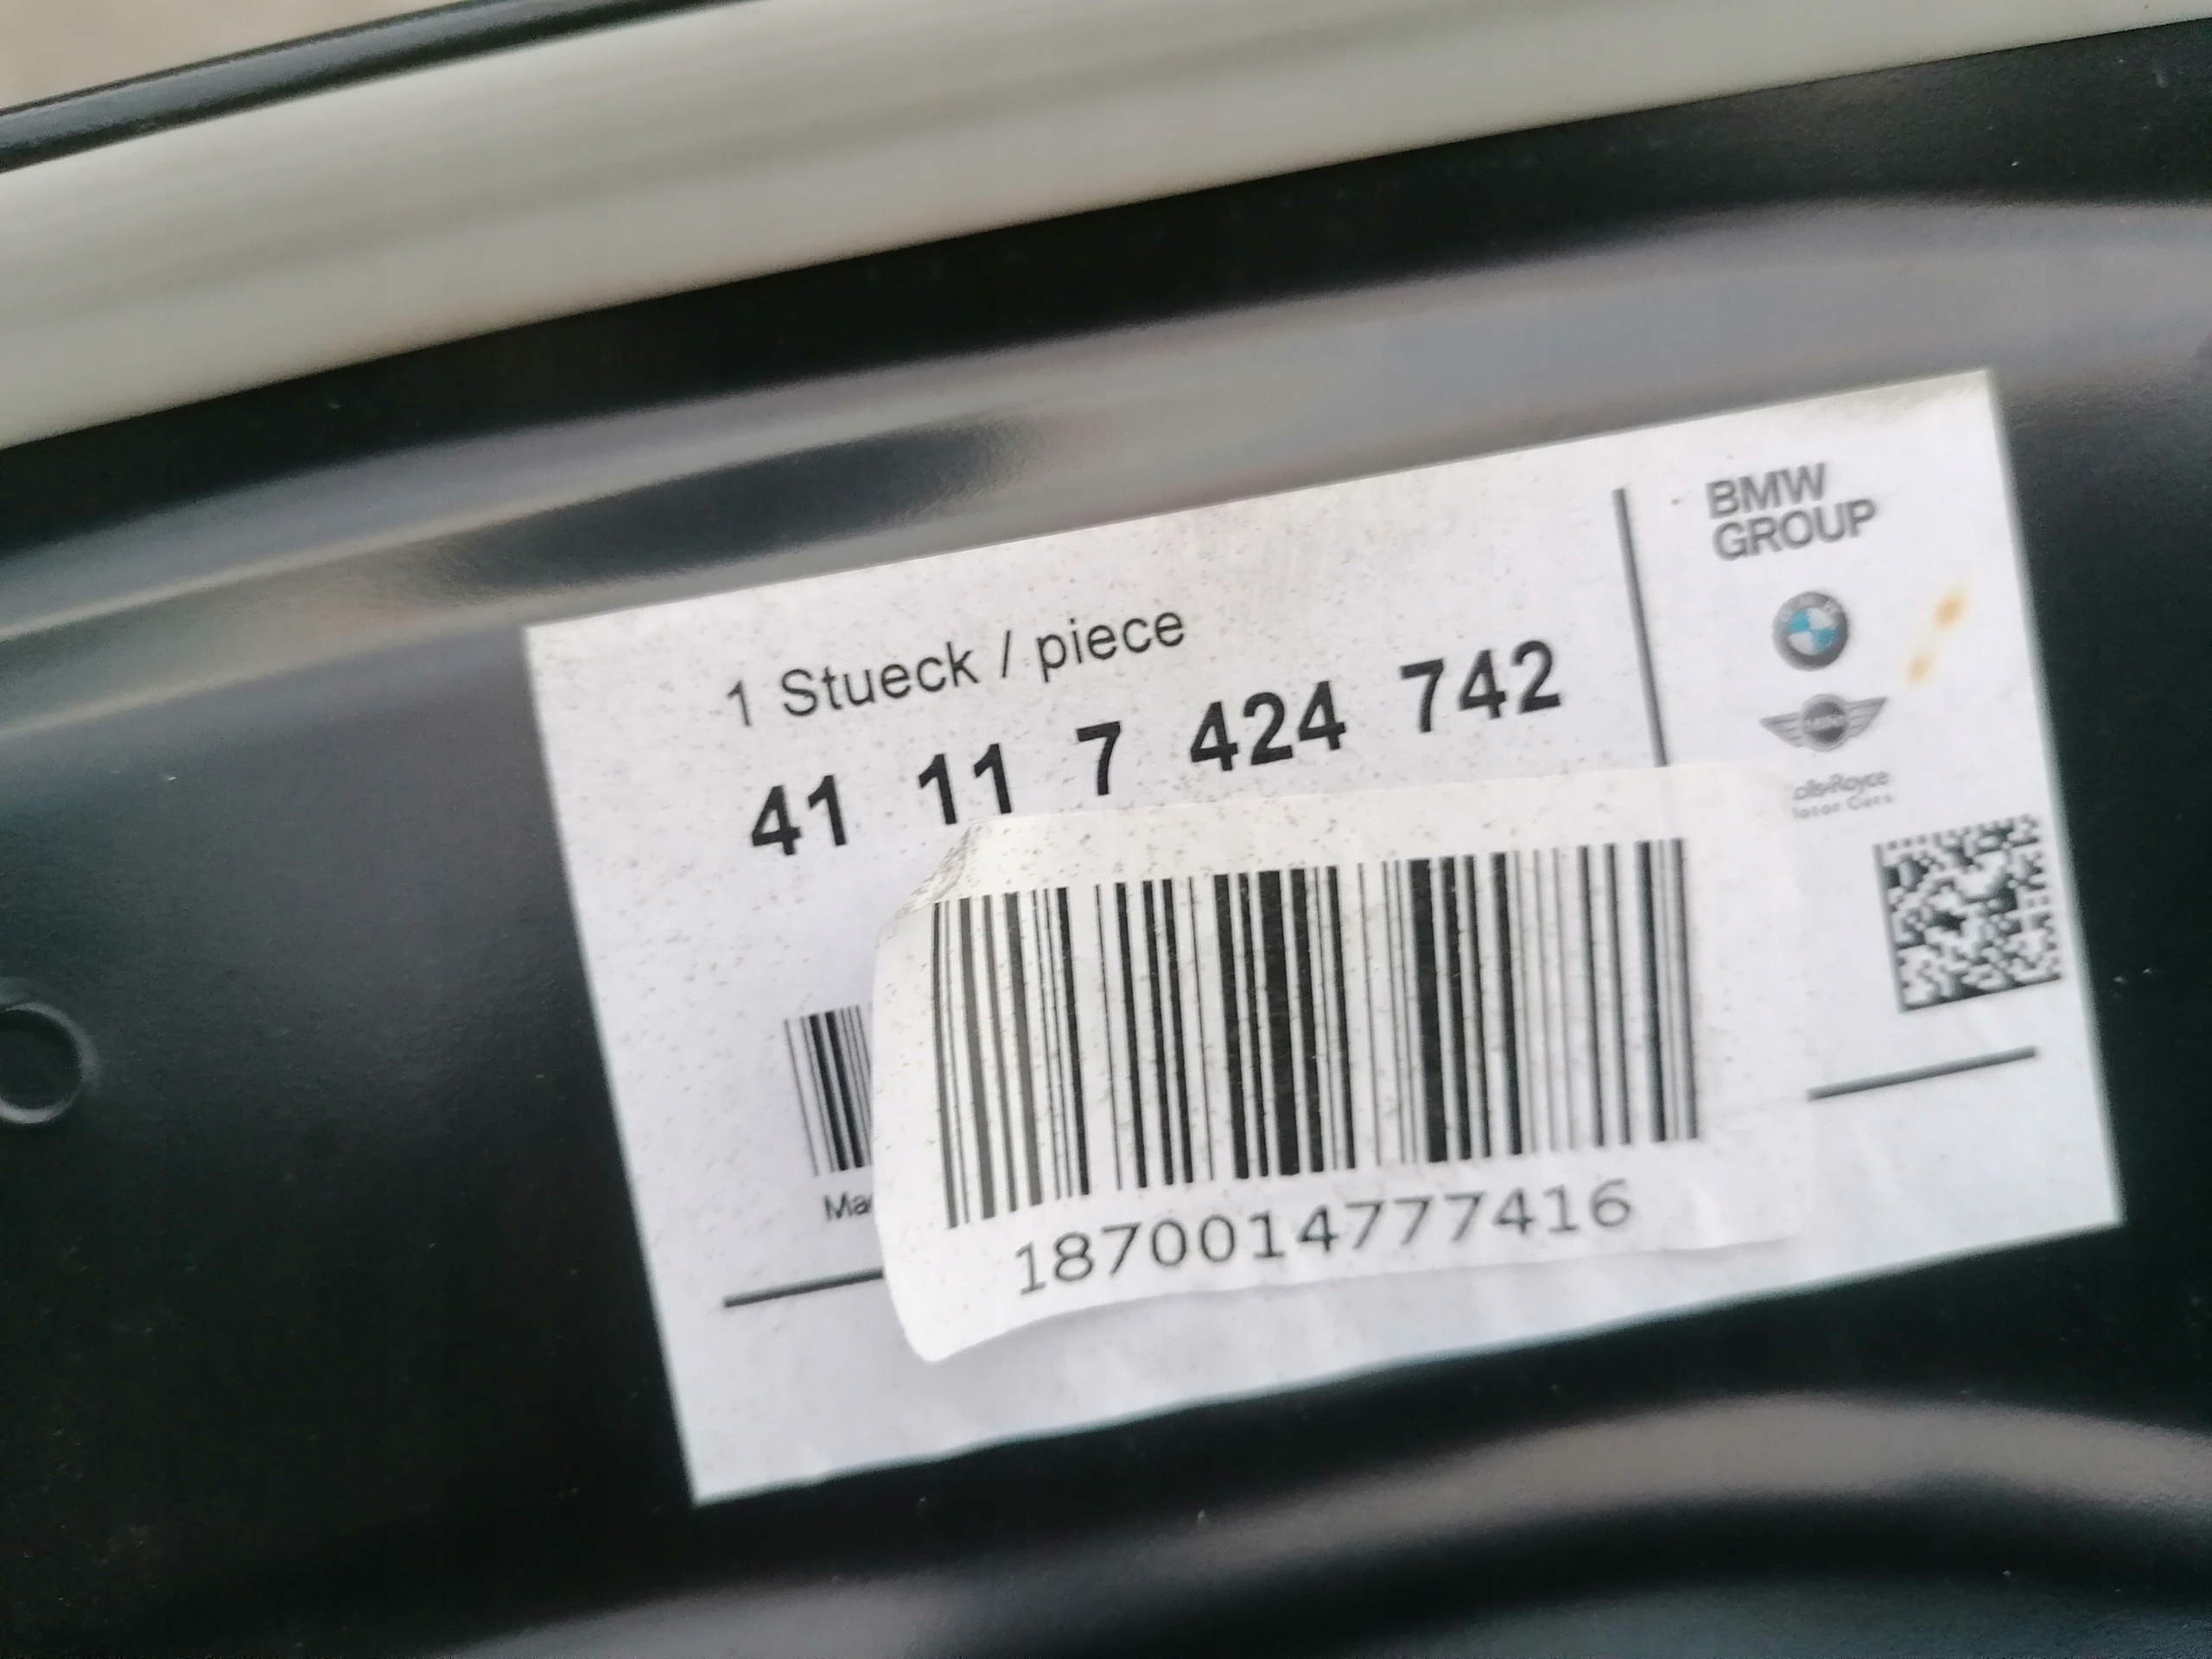 1 Stueck / piece
41 11 7 424 742
BMW
GROUP
1870014777416